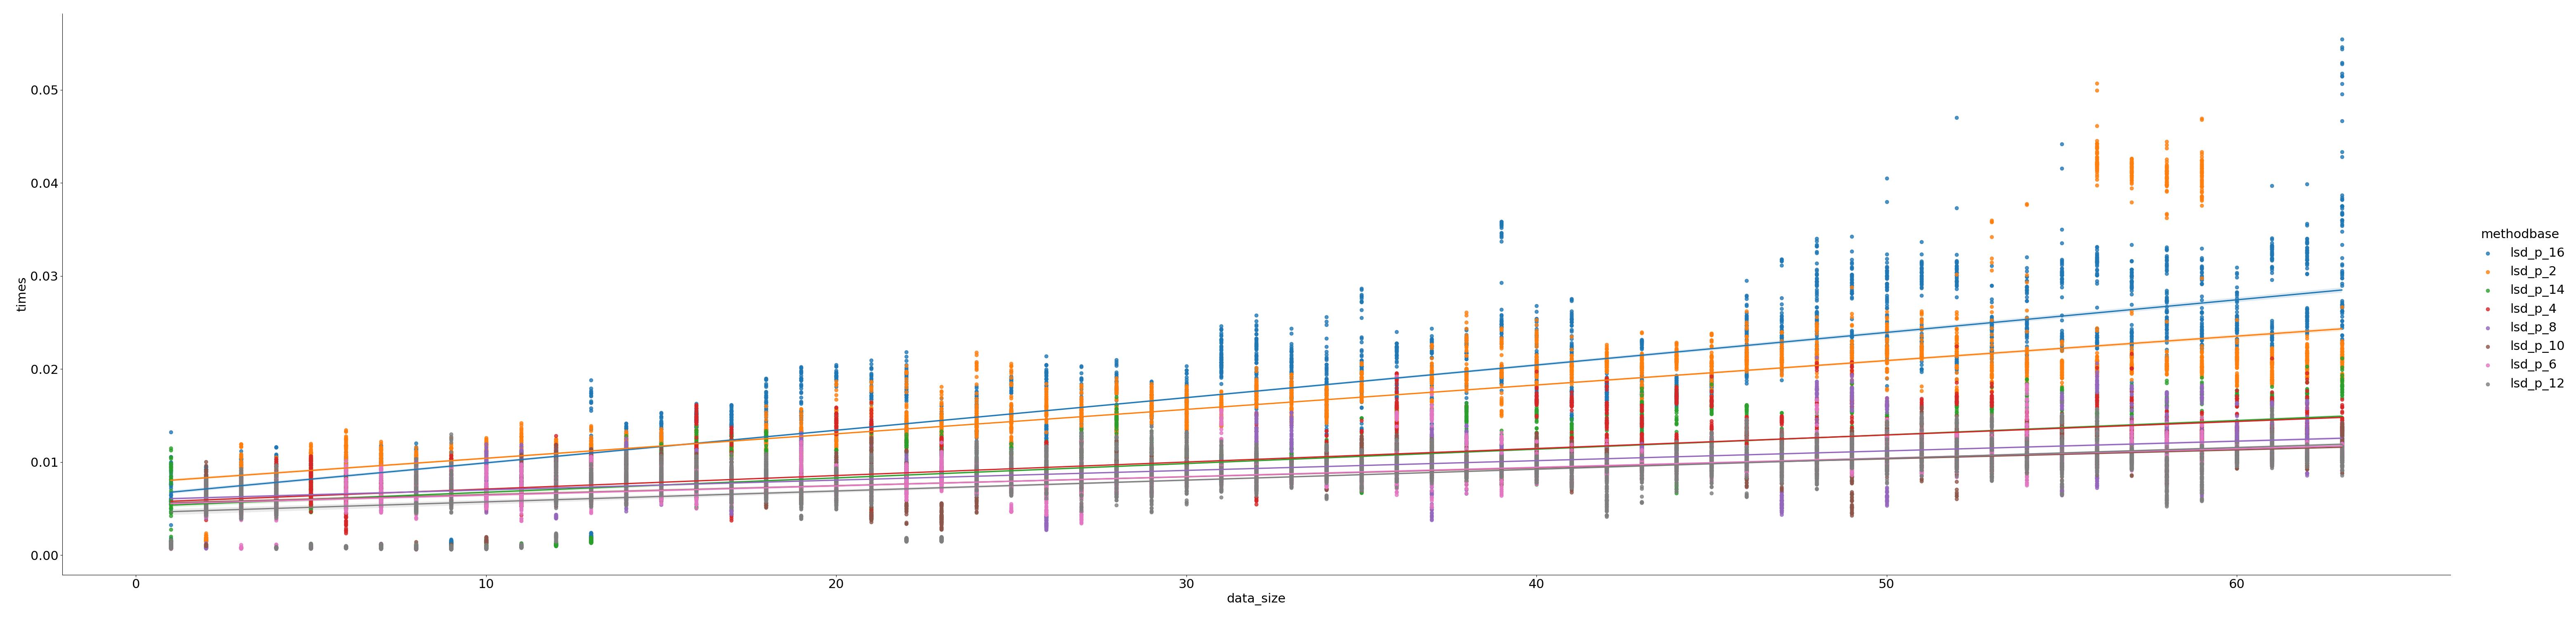 0.05
0.04
0.03
0.02
0.01
0.00
times
0
10
20
30
40
50
60
data_size
methodbase
lsd_p_16
lsd_p_2
lsd_p_14
lsd_p_4
lsd_p_8
lsd_p_10
lsd_p_6
lsd_p_12